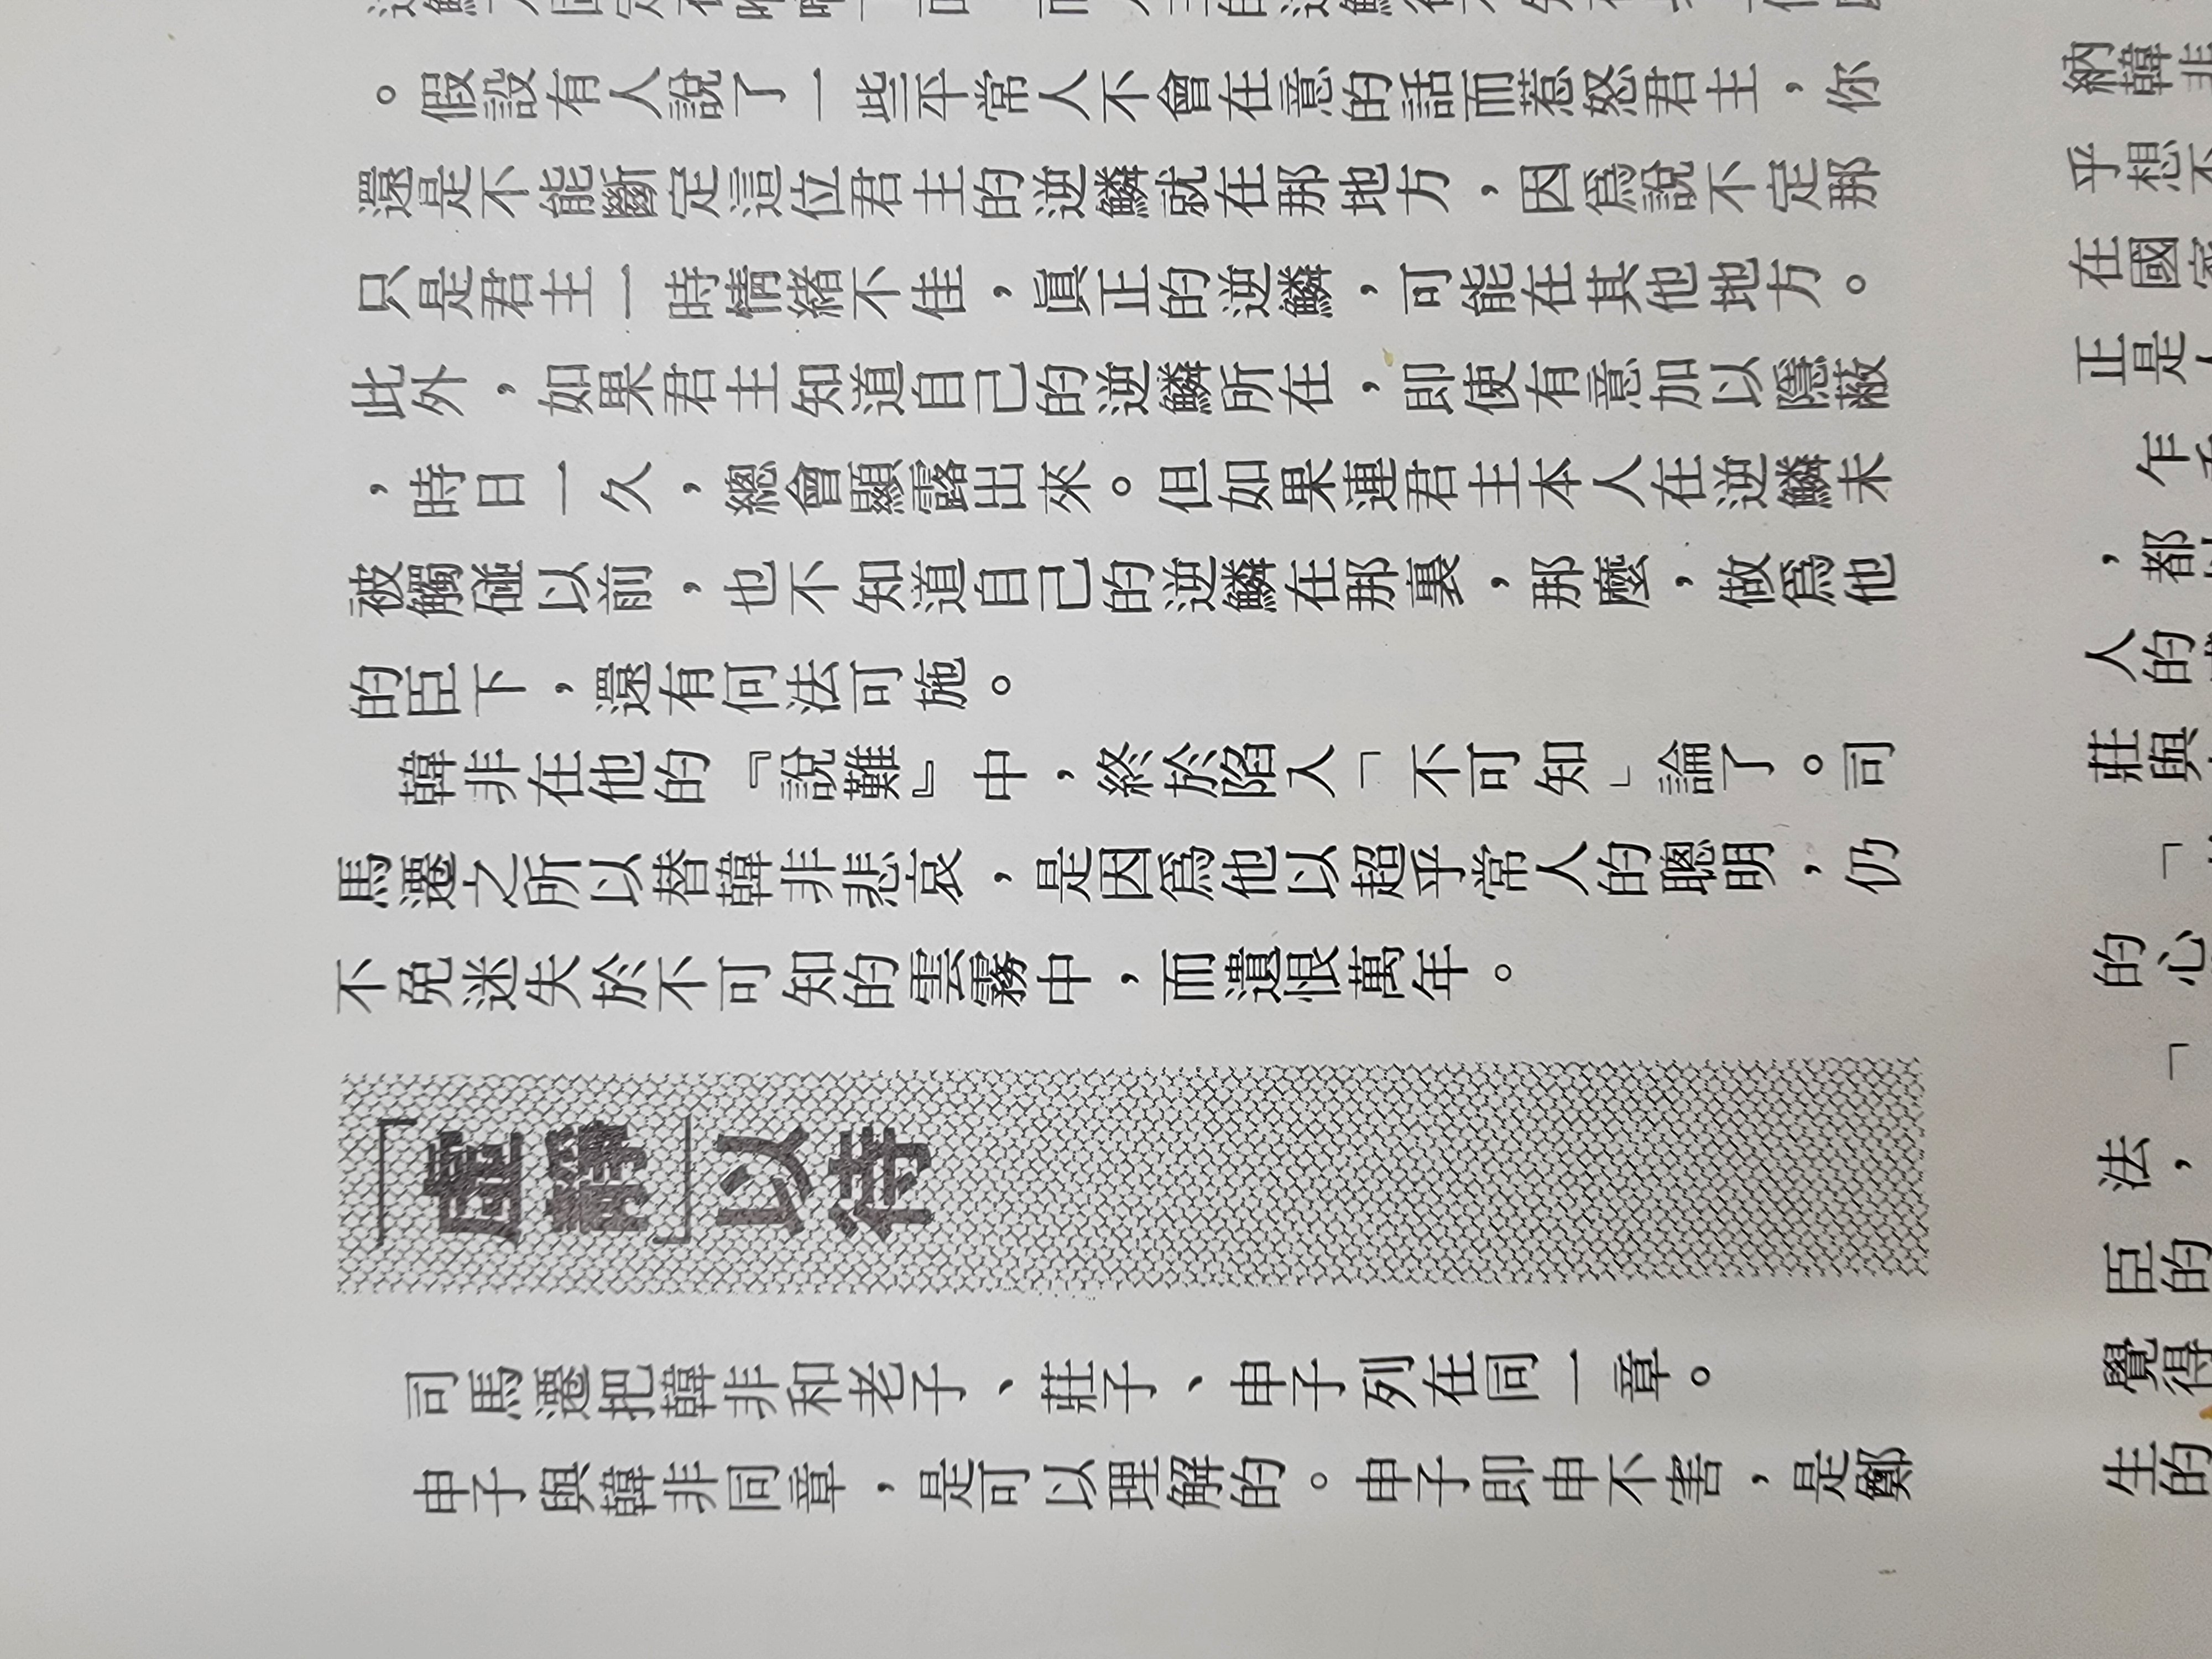 。假設有人說了一些平常人不會在意的話而惹怒君主，你
還是不能斷定這位君主的逆鱗就在那地方，因爲說不定那
只是君主一時情緒不佳，眞正的逆鱗，可能在其他地方。
此外，如果君主知道自己的逆鱗所在，即使有意加以隱蔽
，時日一久，總會顯露出來。但如果連君主本人在逆鱗未
被觸碰以前，也不知道自己的逆鱗在那裏，那麼，做爲他
的臣下，還有何法可施。
韓非在他的『說難』中，終於陷入「不可知」論了。司
馬遷之所以替韓非悲哀，是因爲他以超乎常人的聰明，仍
不免迷失於不可知的雲霧中，而遺恨萬年。
「虛靜」以待
司馬遷把韓非和老子、莊子、申子列在同一章。
申子與韓非同章，是可以理解的。申子即申不害，是鄭
納韓非
乎想不
在國家
正是人
乍看
，都以
人的
莊與
「
的心
「
法，
臣的
覺得
生的